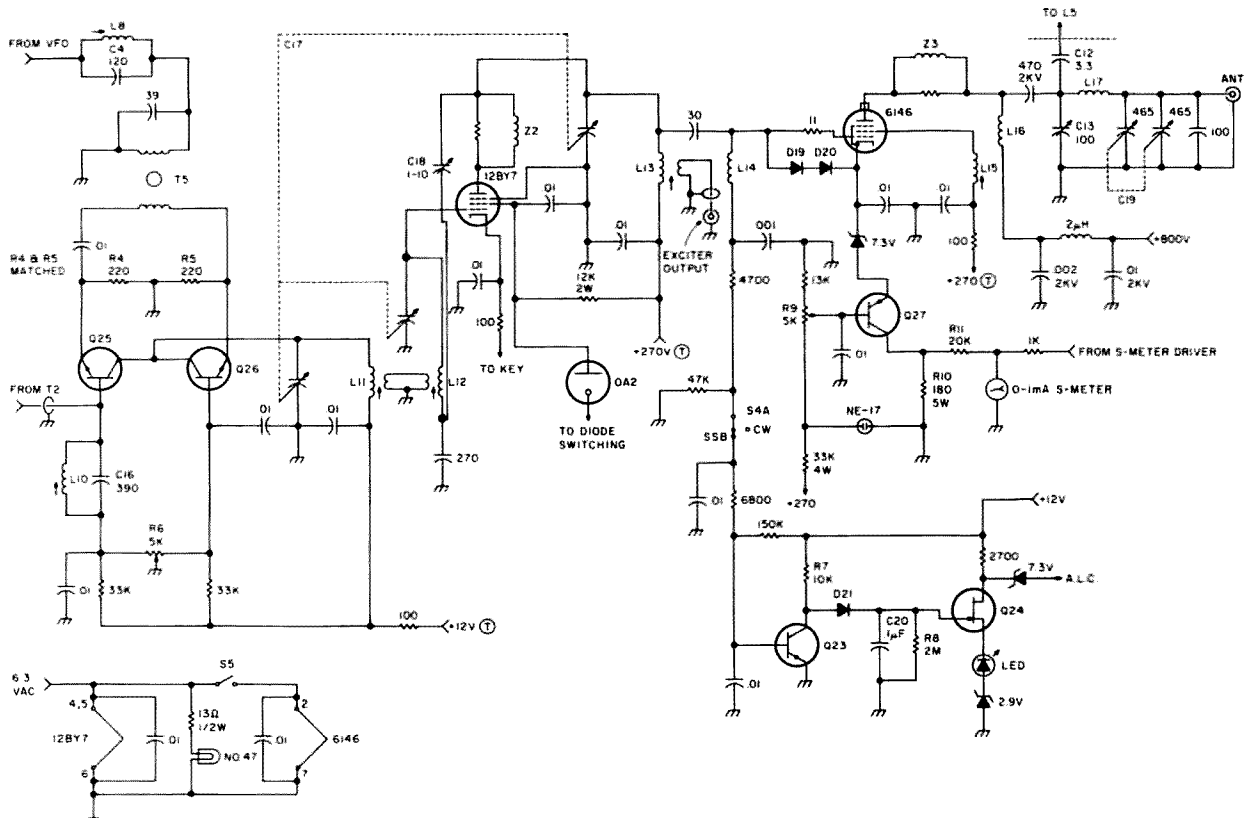 L8
FROM VFO
C4
120
39
T5
.01
R4 & R5
MATCHED
R4
220
R5
220
Q25
Q26
FROM T2
L10
C16
390
R6
5K
.01
33K
33K
.01
.01
L11
L12
270
100
+12V T
C17
C18
1-10
12BY7
Z2
.01
.01
100
TO KEY
.01
12K
2W
OA2
TO DIODE
SWITCHING
+270V T
L13
EXCITER
OUTPUT
30
L14
.001
4700
47K
S4A
CW
SSB
.01
6800
150K
11
D19
D20
6146
Z3
.01
.01
L15
100
+270 T
7.3V
13K
R9
5K
.01
Q27
NE-17
33K
4W
+270
R11
20K
1K
FROM S-METER DRIVER
R10
180
5W
0-1mA S-METER
TO L5
C12
3.3
470
2KV
L17
ANT
L16
C13
100
465
465
100
C19
2µH
+800V
.002
2KV
.01
2KV
+12V
2700
7.3V
A.L.C.
R7
10K
D21
Q23
C20
1µF
R8
2M
Q24
LED
2.9V
.01
6.3
VAC
S5
4,5
12BY7
6
.01
13Ω
1/2W
NO.47
.01
2
6146
7